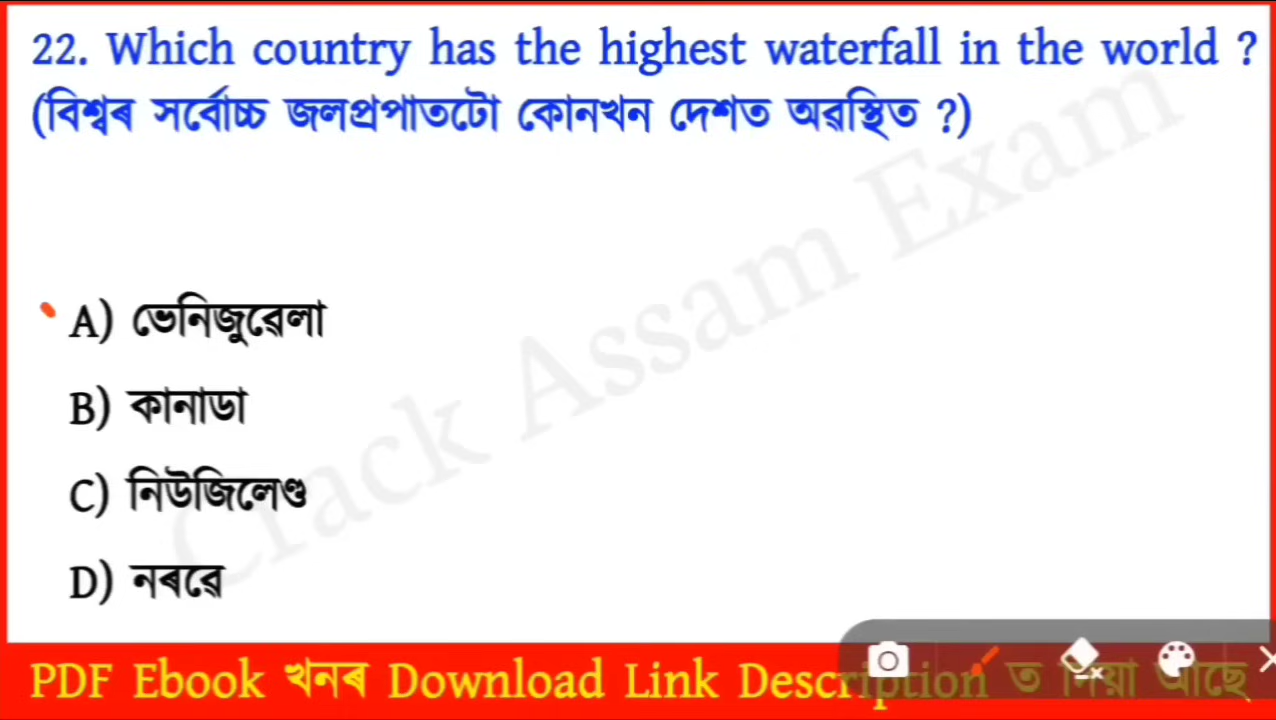 22. Which country has the highest waterfall in the world ?
(বিশ্বৰ সৰ্বোচ্চ জলপ্ৰপাতটো কোনখন দেশত অৱস্থিত ?)
A) ভেনিজুৱেলা
B) কানাডা
C) নিউজিলেণ্ড
D) নৰৱে
Crack Assam Exam
PDF Ebook খনৰ Download Link Description ত দিয়া আছে